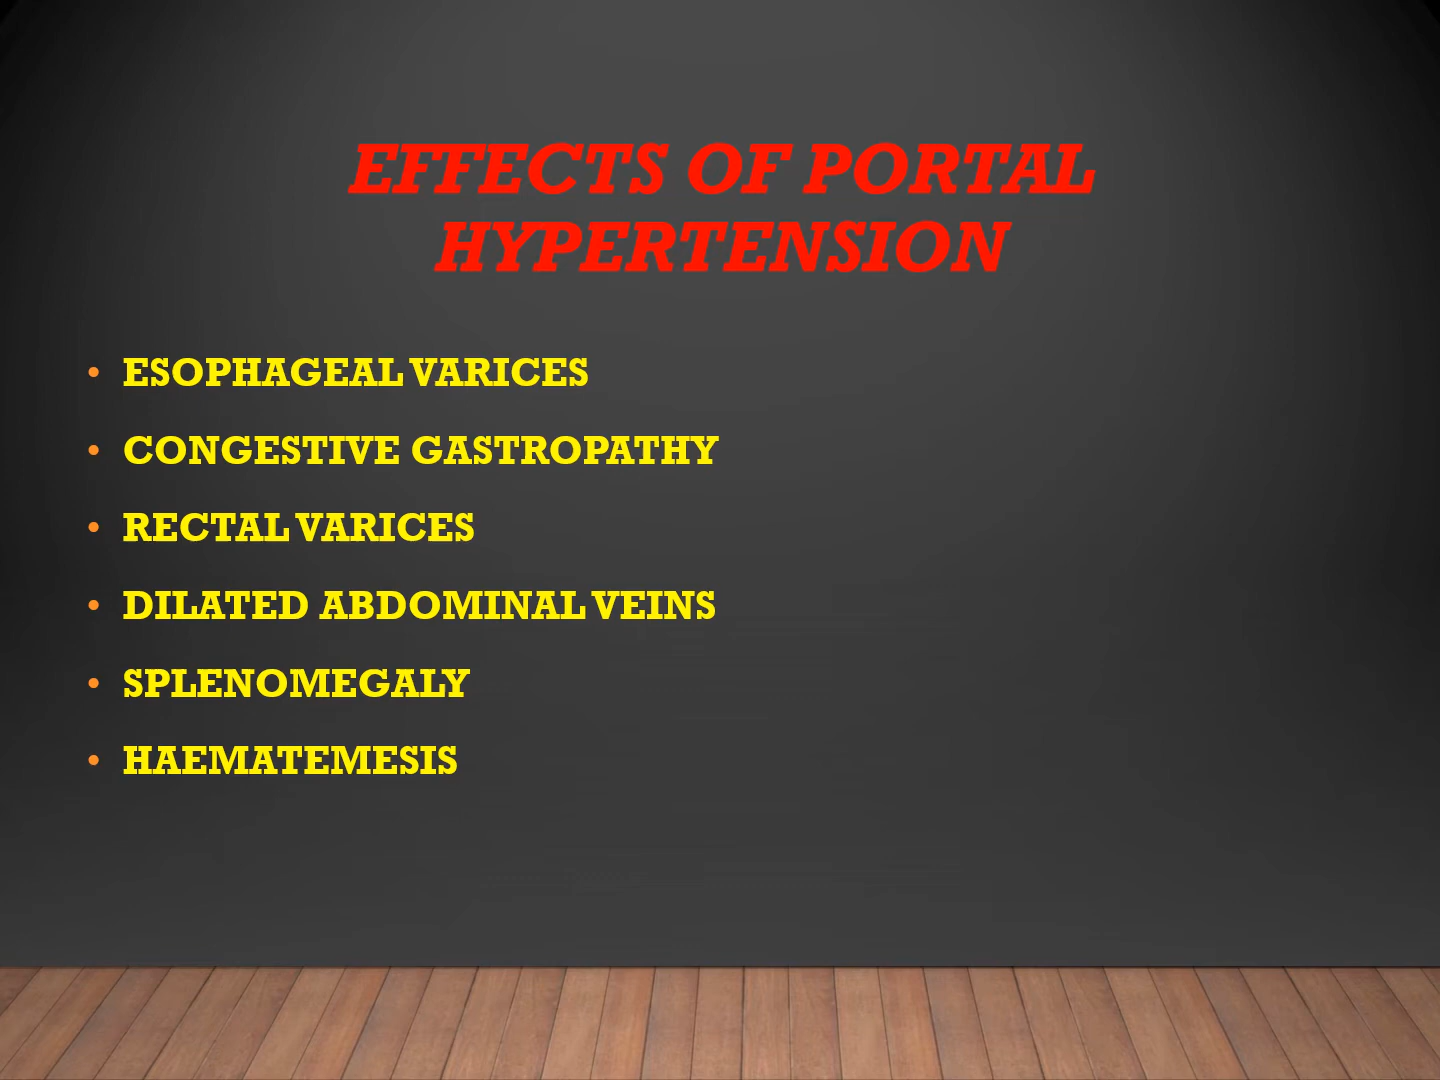 EFFECTS OF PORTAL
HYPERTENSION
• ESOPHAGEAL VARICES
• CONGESTIVE GASTROPATHY
• RECTAL VARICES
• DILATED ABDOMINAL VEINS
• SPLENOMEGALY
• HAEMATEMESIS